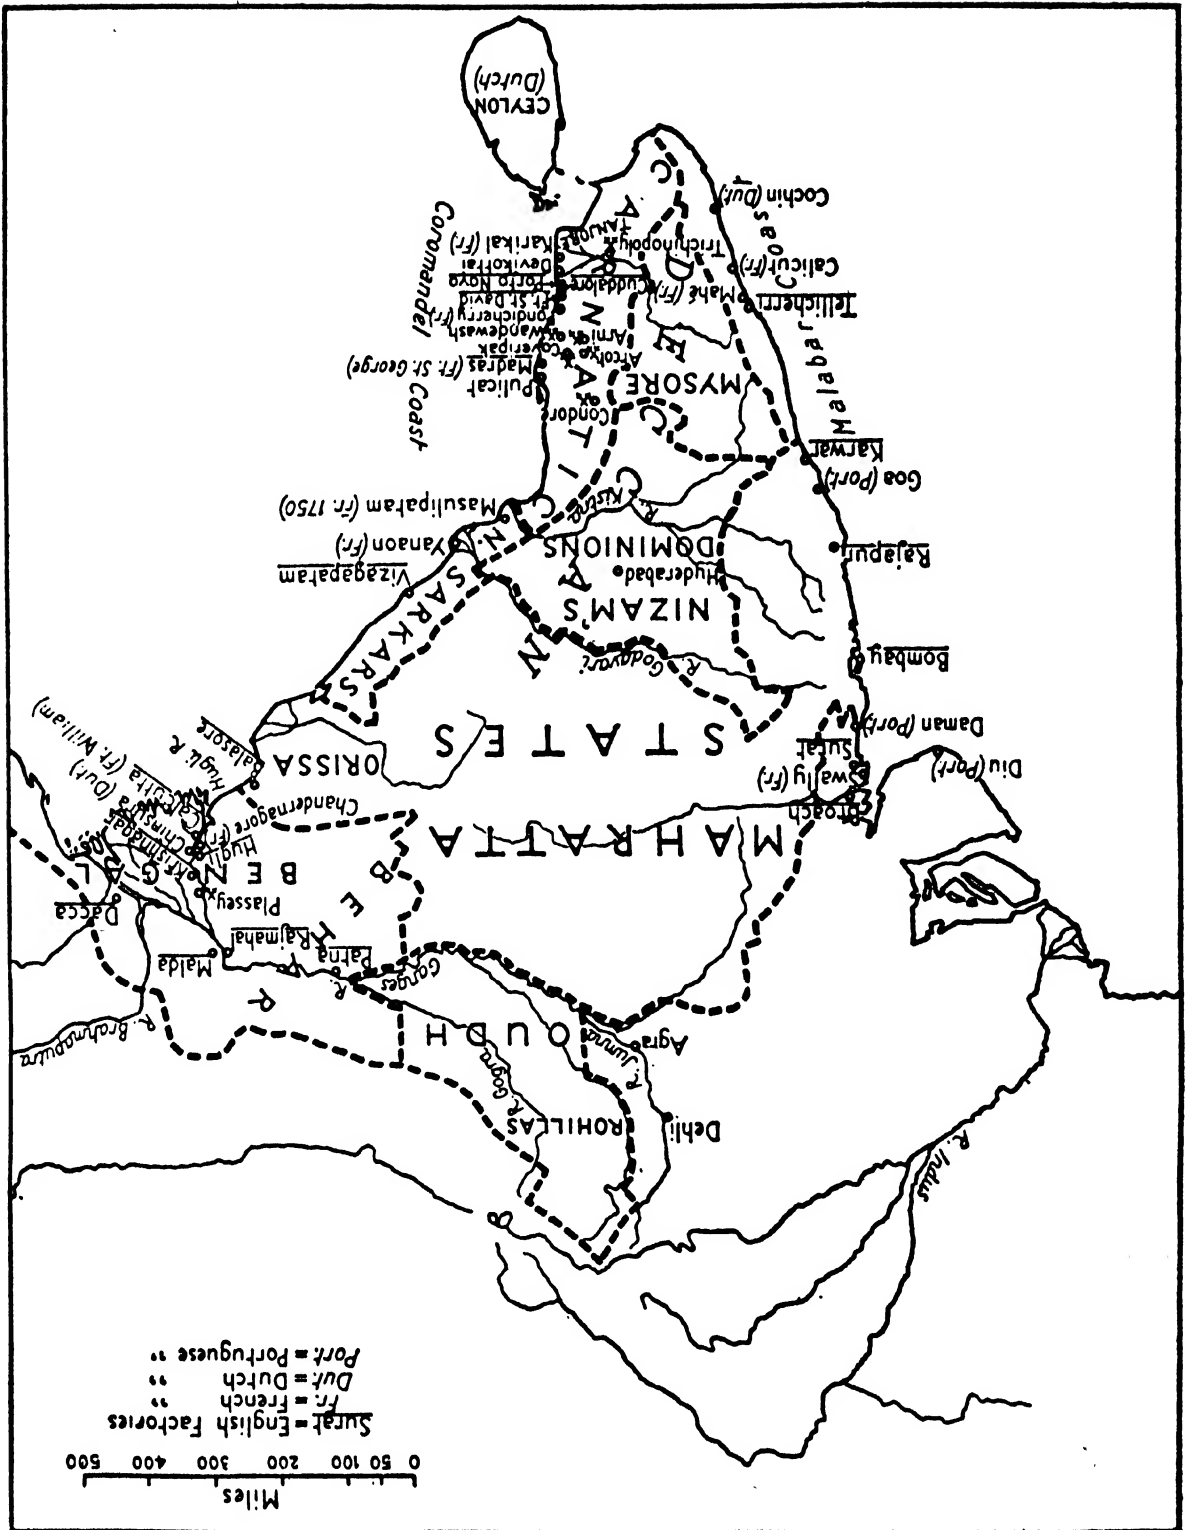 Miles
0 50 100 200 300 400 500
Surat = English Factories
Fr. = French "
Dut. = Dutch "
Port. = Portuguese "
R. Indus
Dehli
ROHILLAS
R. Gogra
R. Jumna
Agra
OUDH
R. Ganges
R. Brahmaputra
Patna
Rajmahal
Malda
BEHAR
Dacca
Plassey
BENGAL
Hugli
Krishnagar
Chinsura (Dut.)
Calcutta (Ft. William)
Hugli R.
Chandernagore (Fr.)
Balasore
ORISSA
MAHRATTA
STATES
Broach
Swally (Fr.)
Surat
Diu (Port.)
Daman (Port.)
Bombay
R. Godavari
NIZAM'S
DOMINIONS
Hyderabad
DECCAN
N. SARKARS
Vizagapatam
Yanaon (Fr.)
Masulipatam (Fr. 1750)
R. Kistna
Rajapur
Goa (Port.)
Karwar
Malabar Coast
MYSORE
CARNATIC
Condore
Pulicat
Madras (Ft. St. George)
Coveripak
Arcot
Arni
Wandewash
Pondicherry (Fr.)
Ft. St. David
Cuddalore
Porto Novo
Devikottai
Karikal (Fr.)
TANJORE
Trichinopoly
Coromandel Coast
Tellicherri
Mahé (Fr.)
Calicut (Fr.)
Cochin (Dut.)
CEYLON
(Dutch)